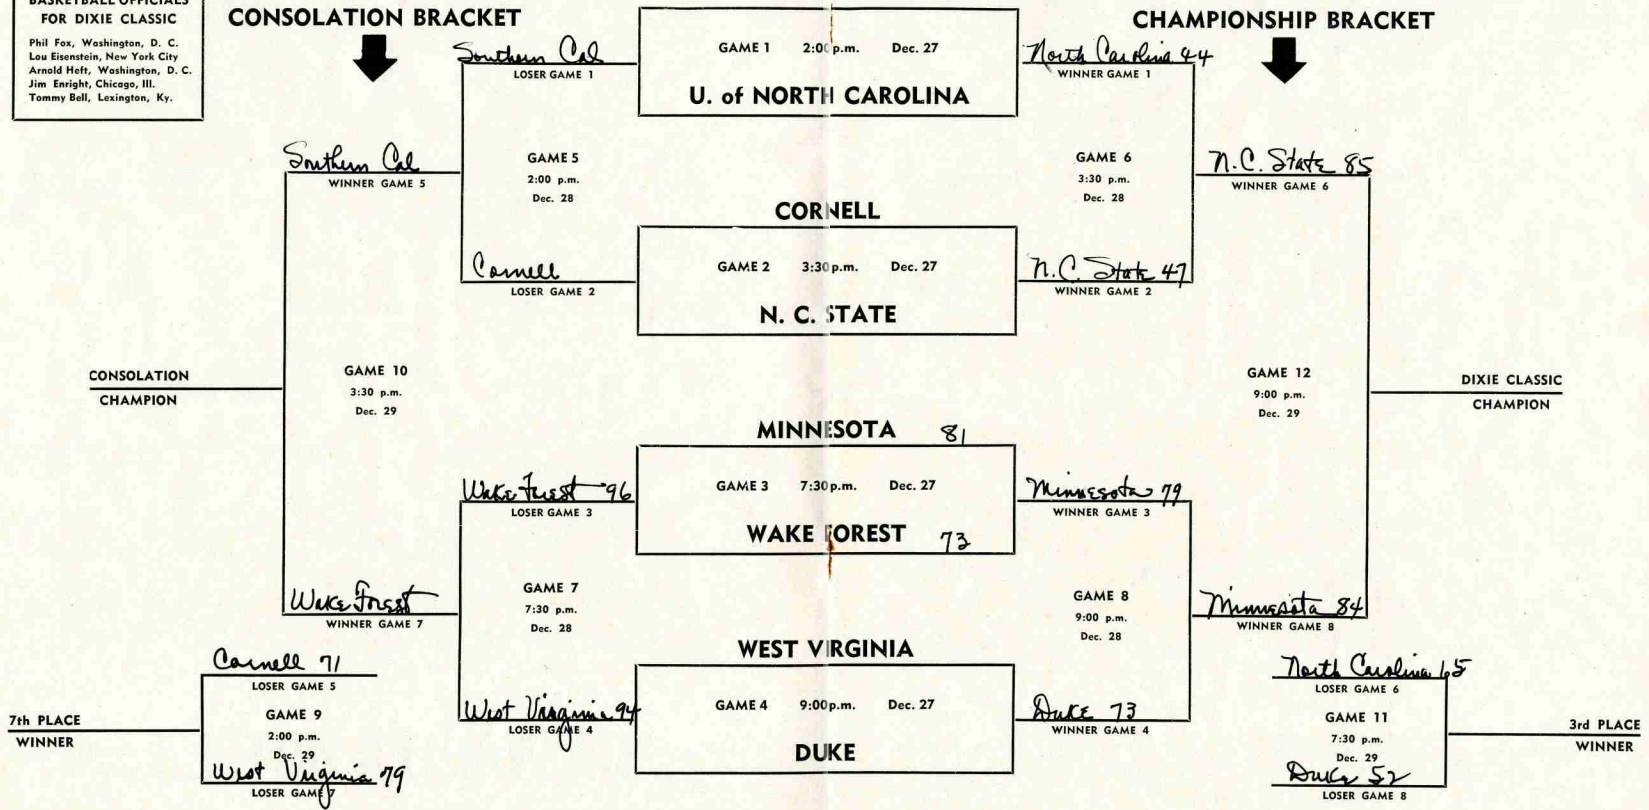 BASKETBALL OFFICIALS
FOR DIXIE CLASSIC
Phil Fox, Washington, D. C.
Lou Eisenstein, New York City
Arnold Heft, Washington, D. C.
Jim Enright, Chicago, Ill.
Tommy Bell, Lexington, Ky.
CONSOLATION BRACKET
CHAMPIONSHIP BRACKET
Southern Cal
LOSER GAME 1
GAME 1 2:00 p.m. Dec. 27
U. of NORTH CAROLINA
North Carolina 44
WINNER GAME 1
Southern Cal
WINNER GAME 5
GAME 5
2:00 p.m.
Dec. 28
GAME 6
3:30 p.m.
Dec. 28
N.C. State 85
WINNER GAME 6
CORNELL
Cornell
LOSER GAME 2
GAME 2 3:30 p.m. Dec. 27
N. C. STATE
N.C. State 47
WINNER GAME 2
CONSOLATION
CHAMPION
GAME 10
3:30 p.m.
Dec. 29
GAME 12
9:00 p.m.
Dec. 29
DIXIE CLASSIC
CHAMPION
MINNESOTA 81
Wake Forest 96
LOSER GAME 3
GAME 3 7:30 p.m. Dec. 27
WAKE FOREST 73
Minnesota 79
WINNER GAME 3
Wake Forest
WINNER GAME 7
GAME 7
7:30 p.m.
Dec. 28
GAME 8
9:00 p.m.
Dec. 28
Minnesota 84
WINNER GAME 8
WEST VIRGINIA
West Virginia 94
LOSER GAME 4
GAME 4 9:00 p.m. Dec. 27
DUKE
Duke 73
WINNER GAME 4
Cornell 71
LOSER GAME 5
7th PLACE
WINNER
GAME 9
2:00 p.m.
Dec. 29
West Virginia 79
LOSER GAME 7
North Carolina 65
LOSER GAME 6
GAME 11
7:30 p.m.
Dec. 29
Duke 52
LOSER GAME 8
3rd PLACE
WINNER